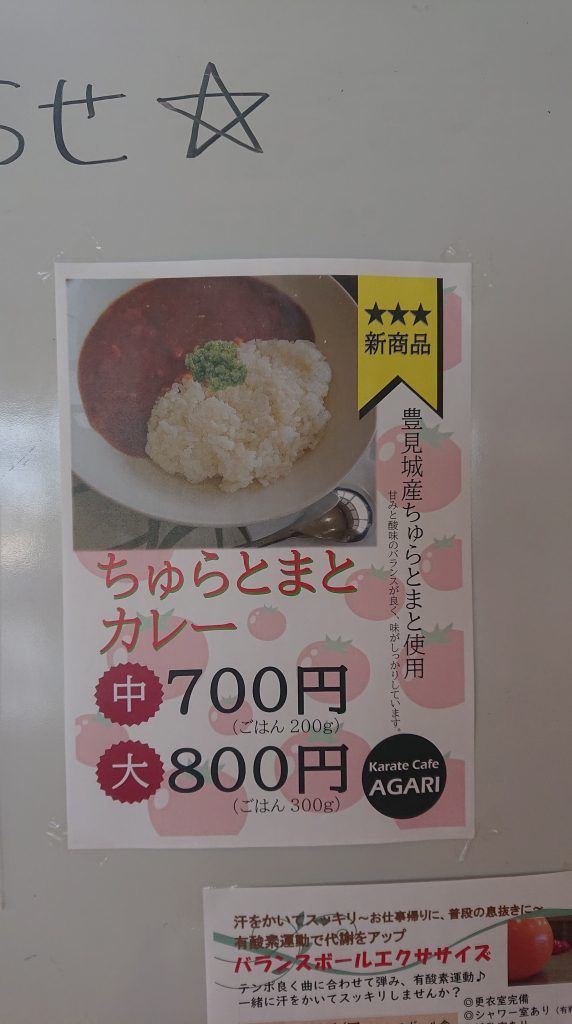 らせ☆
★★★
新商品
豊見城産ちゅらとまと使用
甘みと酸味のバランスが良く、味がしっかりしています。
ちゅらとまと
カレー
中 700円
(ごはん 200g)
大 800円
(ごはん 300g)
Karate Cafe
AGARI
汗をかいてスッキリ～お仕事帰りに、普段の息抜きに～
有酸素運動で代謝をアップ
バランスボールエクササイズ
テンポ良く曲に合わせて弾み、有酸素運動♪
一緒に汗をかいてスッキリしませんか?
◎更衣室完備
◎シャワー室あり(有料